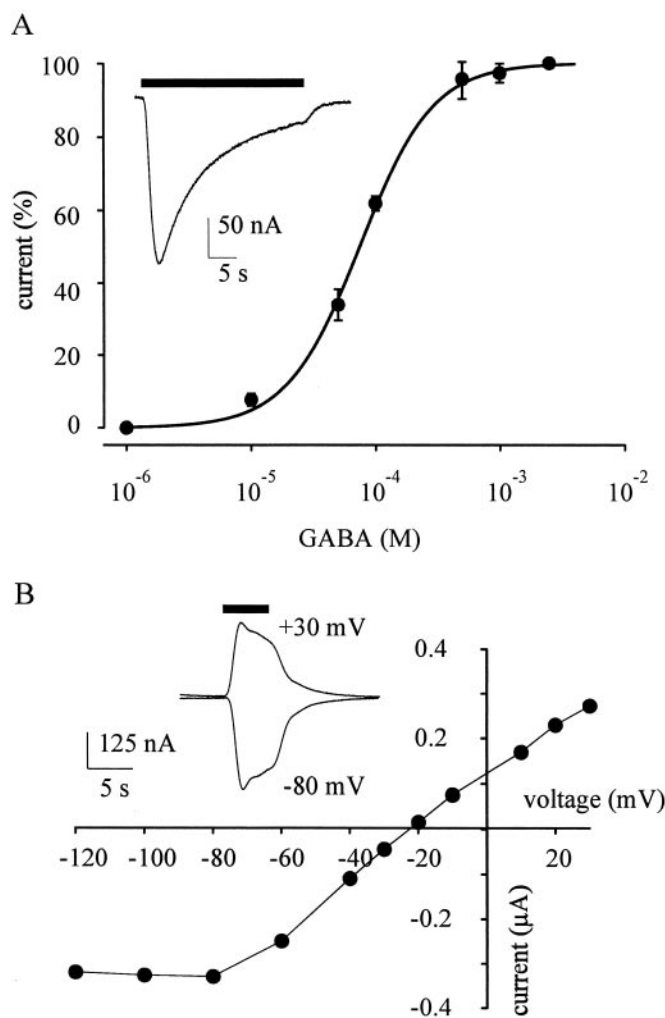 A
100
80
60
40
20
0
current (%)
50 nA
5 s
10-6 10-5 10-4 10-3 10-2
GABA (M)
B
+30 mV
-80 mV
125 nA
5 s
0.4
0.2
voltage (mV)
-120 -100 -80 -60 -40 -20 20
-0.2
-0.4
current (μA)